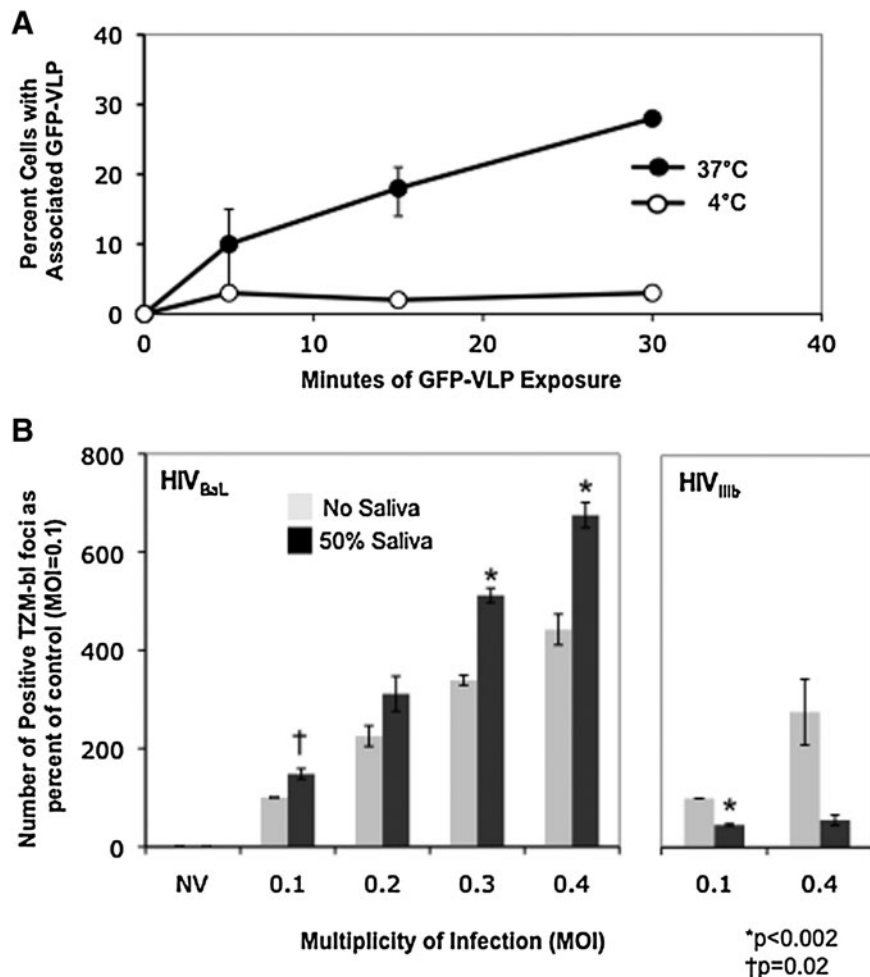 A
Percent Cells with
Associated GFP-VLP
40
30
20
10
0
0
10
20
30
40
37°C
4°C
Minutes of GFP-VLP Exposure
B
Number of Positive TZM-bl foci as
percent of control (MOI=0.1)
800
600
400
200
0
HIVBaL
No Saliva
50% Saliva
†
*
*
NV
0.1
0.2
0.3
0.4
HIVIIIb
*
0.1
0.4
Multiplicity of Infection (MOI)
*p<0.002
†p=0.02